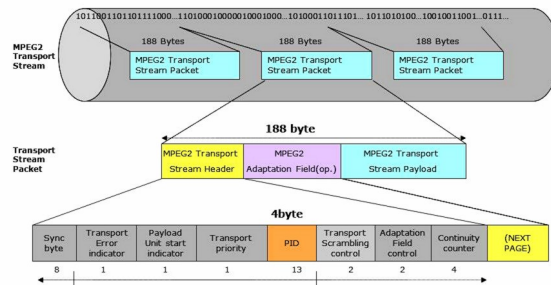 1011001101101111000...1101000100000100001000...1010001011101... 1011010100...10010011001...0111...
MPEG2
Transport
Stream
188 Bytes
188 Bytes
188 Bytes
MPEG2 Transport
Stream Packet
MPEG2 Transport
Stream Packet
MPEG2 Transport
Stream Packet
188 byte
Transport
Stream
Packet
MPEG2 Transport
Stream Header
MPEG2
Adaptation Field(op.)
MPEG2 Transport
Stream Payload
4byte
Sync
byte
Transport
Error
indicator
Payload
Unit start
indicator
Transport
priority
PID
Transport
Scrambling
control
Adaptation
Field
control
Continuity
counter
(NEXT
PAGE)
8
1
1
1
13
2
2
4